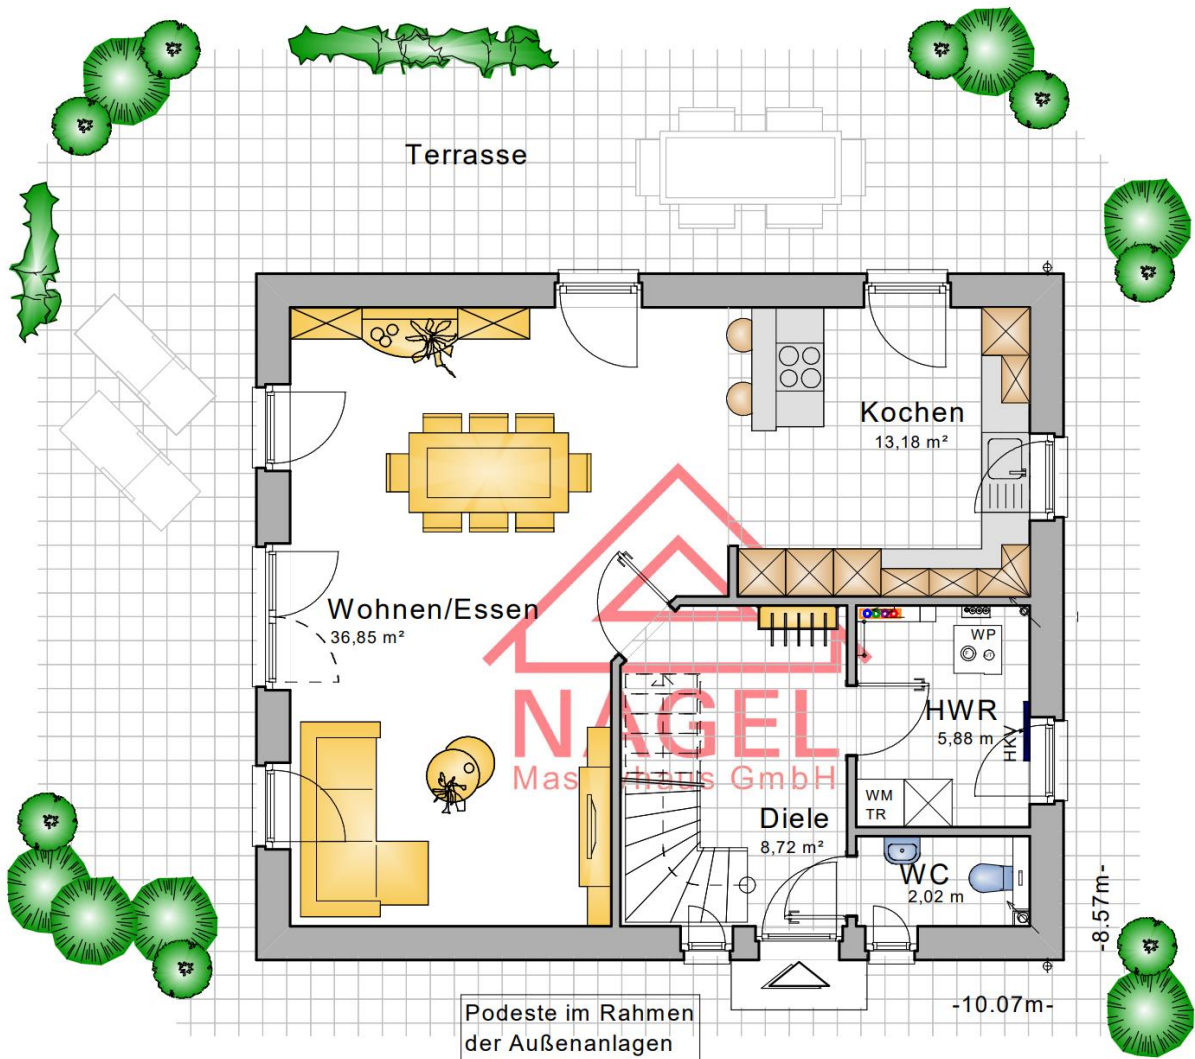 Terrasse
Kochen
13,18 m²
Wohnen/Essen
36,85 m²
WP
NAGEL
Massivhaus GmbH
HWR
5,88 m
HKV
WM
TR
Diele
8,72 m²
WC
2,02 m
-8.57m-
-10.07m-
Podeste im Rahmen
der Außenanlagen